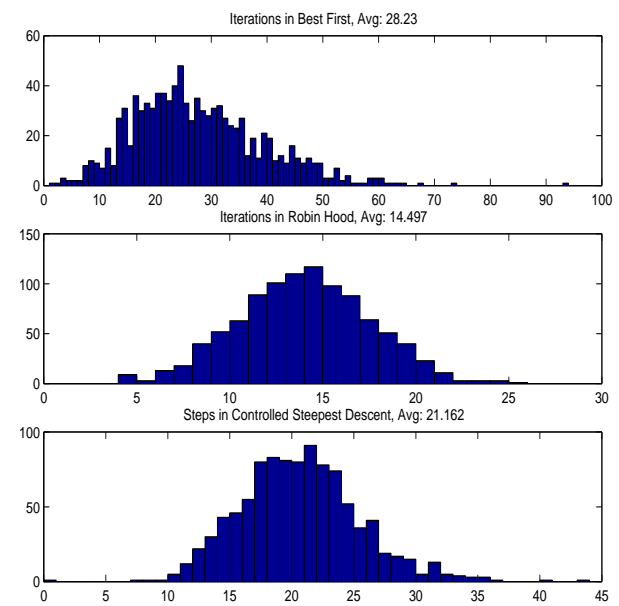 Iterations in Best First, Avg: 28.23
60
40
20
0
0 10 20 30 40 50 60 70 80 90 100
Iterations in Robin Hood, Avg: 14.497
150
100
50
0
0 5 10 15 20 25 30
Steps in Controlled Steepest Descent, Avg: 21.162
100
50
0
0 5 10 15 20 25 30 35 40 45